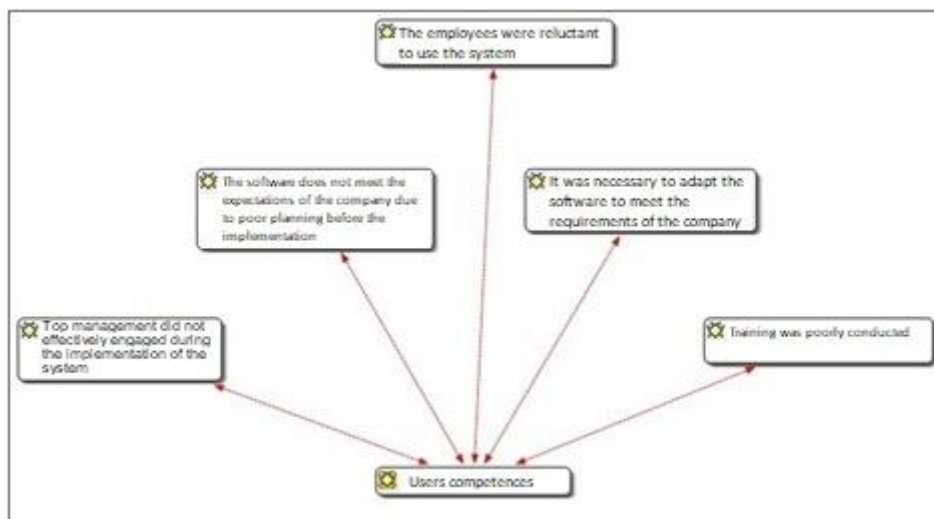 The employees were reluctant
to use the system
The software does not meet the
expectations of the company due
to poor planning before the
implementation
It was necessary to adapt the
software to meet the
requirements of the company
Top management did not
effectively engaged during
the implementation of the
system
Training was poorly conducted
Users competences